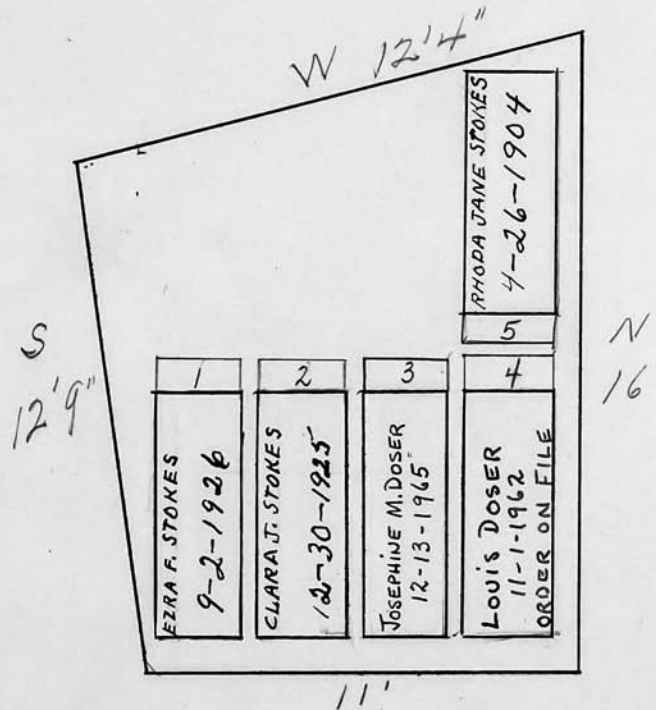 W 12'4"
RHODA JANE STOKES
4-26-1904
5
N
16
S
12'9"
1
EZRA F. STOKES
9-2-1926
2
CLARA J. STOKES
12-30-1925
3
JOSEPHINE M. DOSER
12-13-1965
4
LOUIS DOSER
11-1-1962
ORDER ON FILE
11'